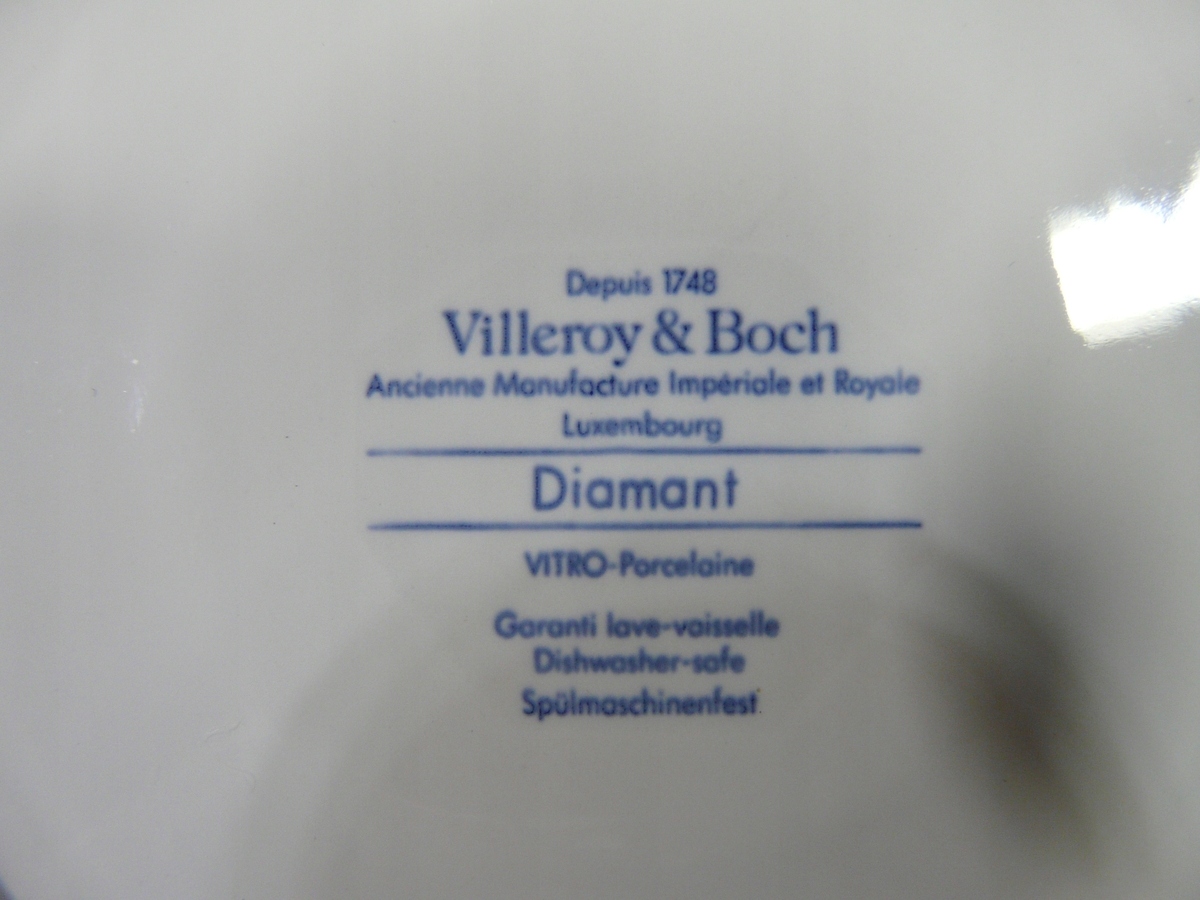 Depuis 1748
Villeroy & Boch
Ancienne Manufacture Impériale et Royale
Luxembourg
Diamant
VITRO-Porcelaine
Garanti lave-vaisselle
Dishwasher-safe
Spülmaschinenfest